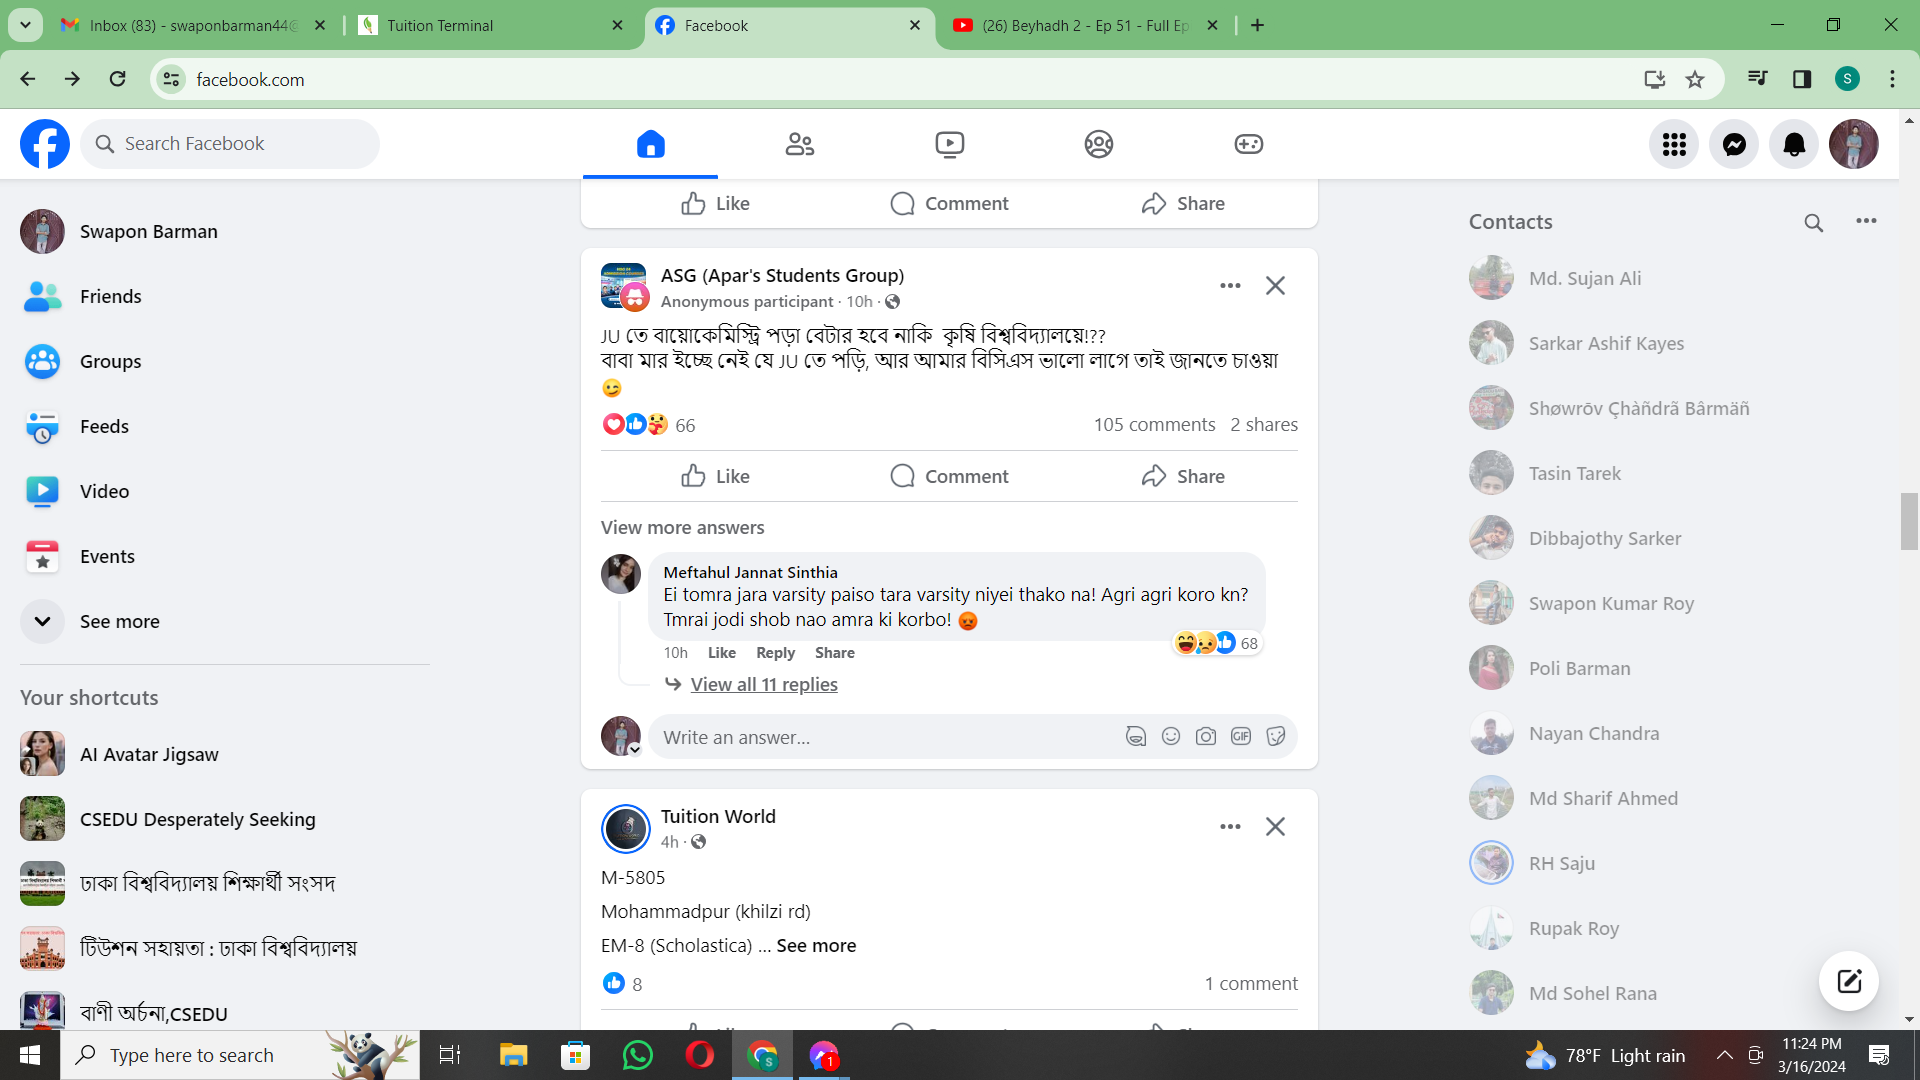 Inbox (83) - swaponbarman44@
Tuition Terminal
Facebook
(26) Beyhadh 2 - Ep 51 - Full Ep
facebook.com
S
Search Facebook
Swapon Barman
Friends
Groups
Feeds
Video
Events
See more
Your shortcuts
AI Avatar Jigsaw
CSEDU Desperately Seeking
ঢাকা বিশ্ববিদ্যালয় শিক্ষার্থী সংসদ
টিউশন সহায়তা : ঢাকা বিশ্ববিদ্যালয়
বাণী অর্চনা,CSEDU
Like Comment Share
ASG (Apar's Students Group)
Anonymous participant · 10h ·
JU তে বায়োকেমিস্ট্রি পড়া বেটার হবে নাকি কৃষি বিশ্ববিদ্যালয়ে!??
বাবা মার ইচ্ছে নেই যে JU তে পড়ি, আর আমার বিসিএস ভালো লাগে তাই জানতে চাওয়া
😉
66 105 comments 2 shares
Like Comment Share
View more answers
Meftahul Jannat Sinthia
Ei tomra jara varsity paiso tara varsity niyei thako na! Agri agri koro kn?
Tmrai jodi shob nao amra ki korbo! 😡
68
10h Like Reply Share
View all 11 replies
Write an answer...
GIF
Tuition World
4h ·
M-5805
Mohammadpur (khilzi rd)
EM-8 (Scholastica) ... See more
8 1 comment
Contacts
Md. Sujan Ali
Sarkar Ashif Kayes
Shøwrōv Çhàñdrã Bârmäñ
Tasin Tarek
Dibbajothy Sarker
Swapon Kumar Roy
Poli Barman
Nayan Chandra
Md Sharif Ahmed
RH Saju
Rupak Roy
Md Sohel Rana
Type here to search
S
1
78°F Light rain
11:24 PM
3/16/2024
5